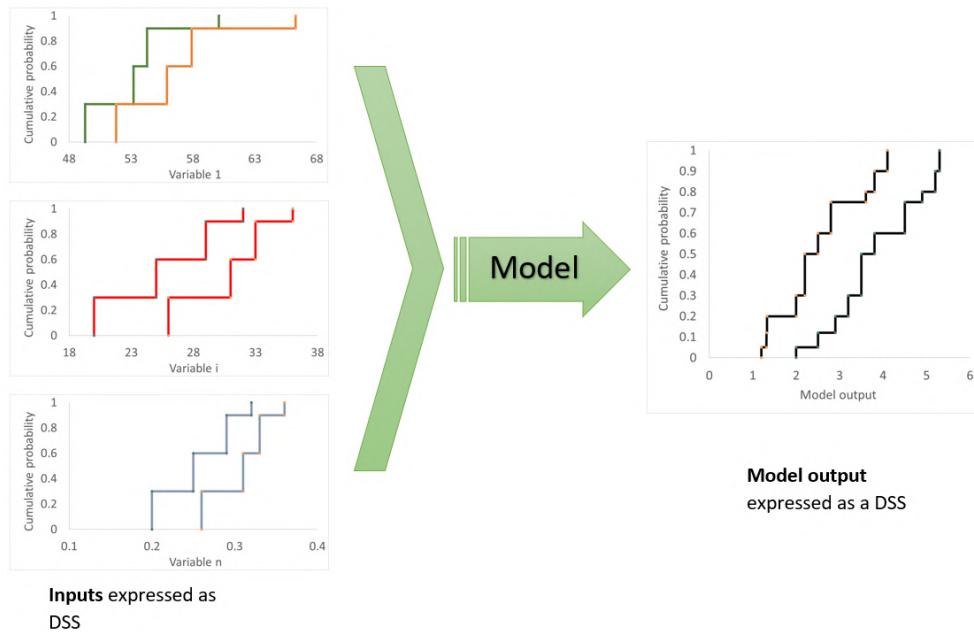 Cumulative probability
1
0.8
0.6
0.4
0.2
0
48 53 58 63 68
Variable 1
Cumulative probability
1
0.8
0.6
0.4
0.2
0
18 23 28 33 38
Variable i
Cumulative probability
1
0.8
0.6
0.4
0.2
0
0.1 0.2 0.3 0.4
Variable n
Inputs expressed as
DSS
Model
Cumulative probability
1
0.9
0.8
0.7
0.6
0.5
0.4
0.3
0.2
0.1
0
0 1 2 3 4 5 6
Model output
Model output
expressed as a DSS